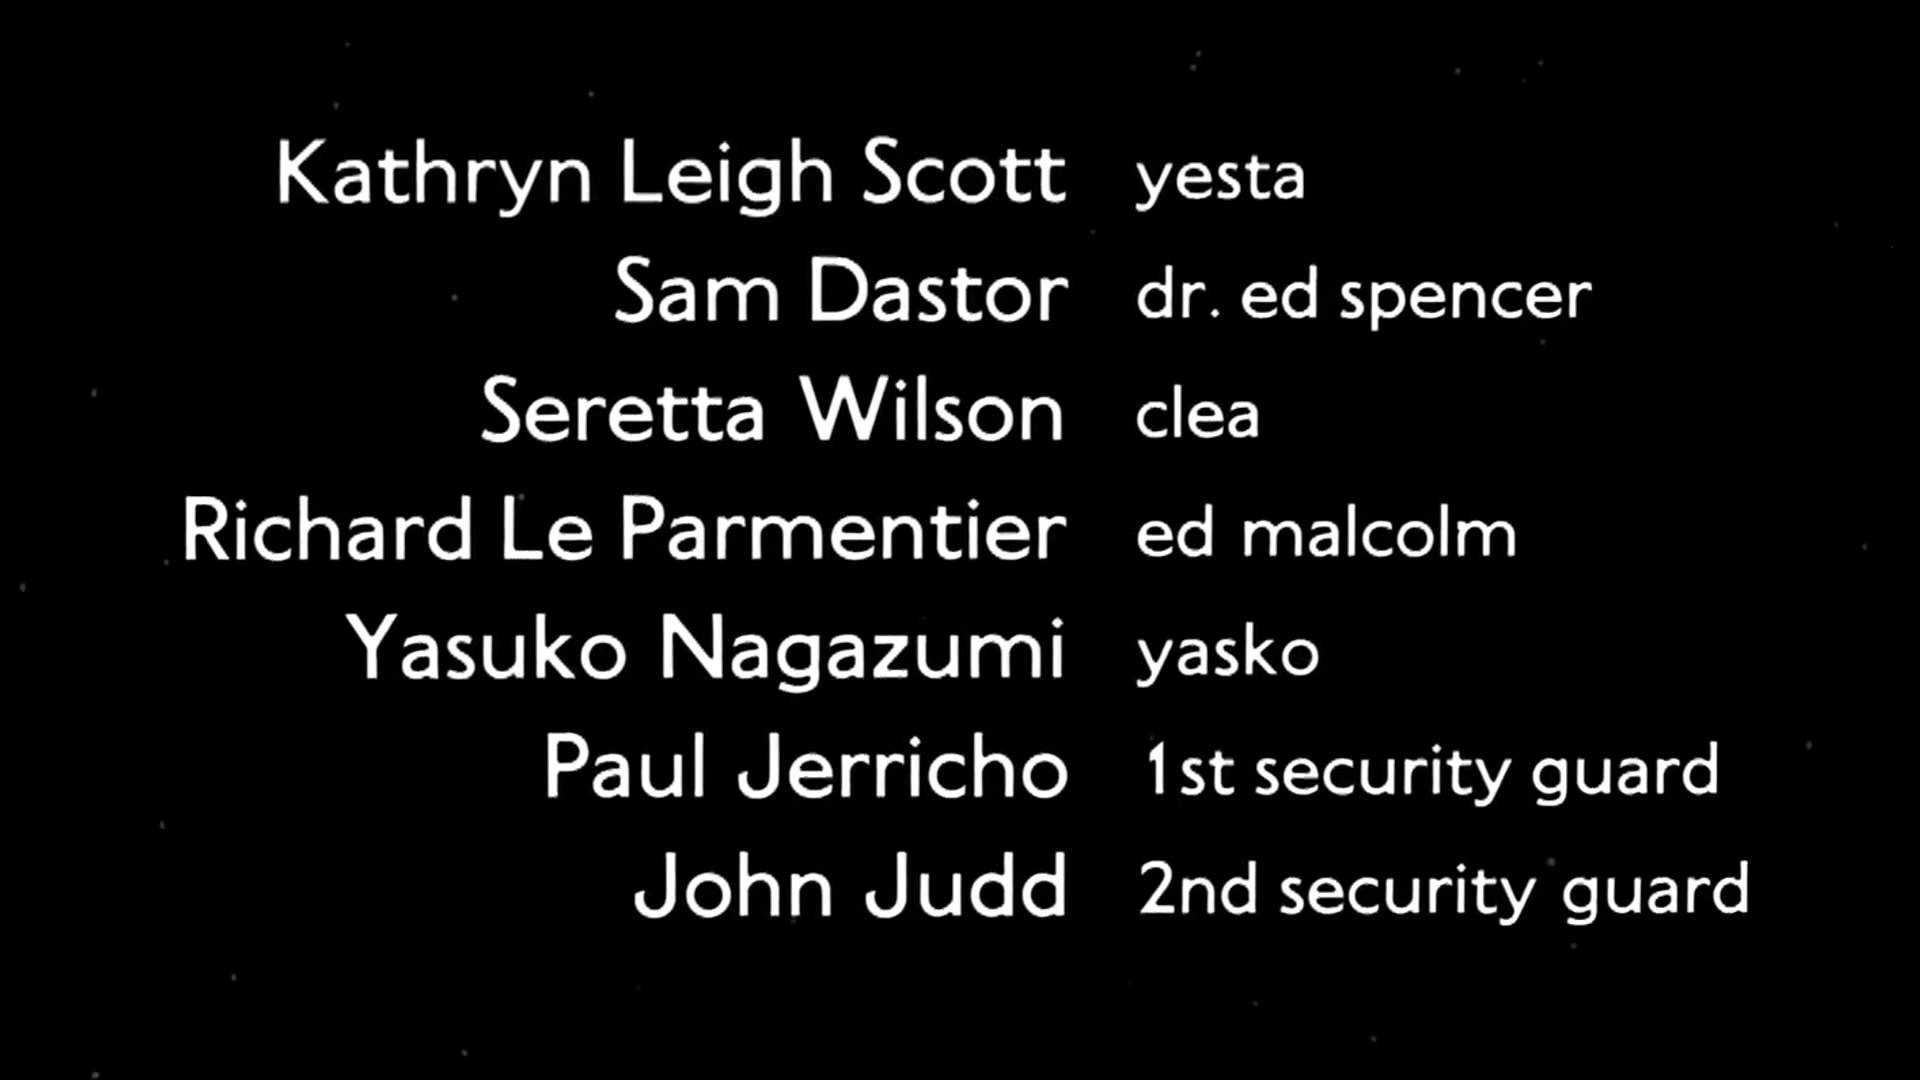 Kathryn Leigh Scott yesta
Sam Dastor dr. ed spencer
Seretta Wilson clea
Richard Le Parmentier ed malcolm
Yasuko Nagazumi yasko
Paul Jerricho 1st security guard
John Judd 2nd security guard